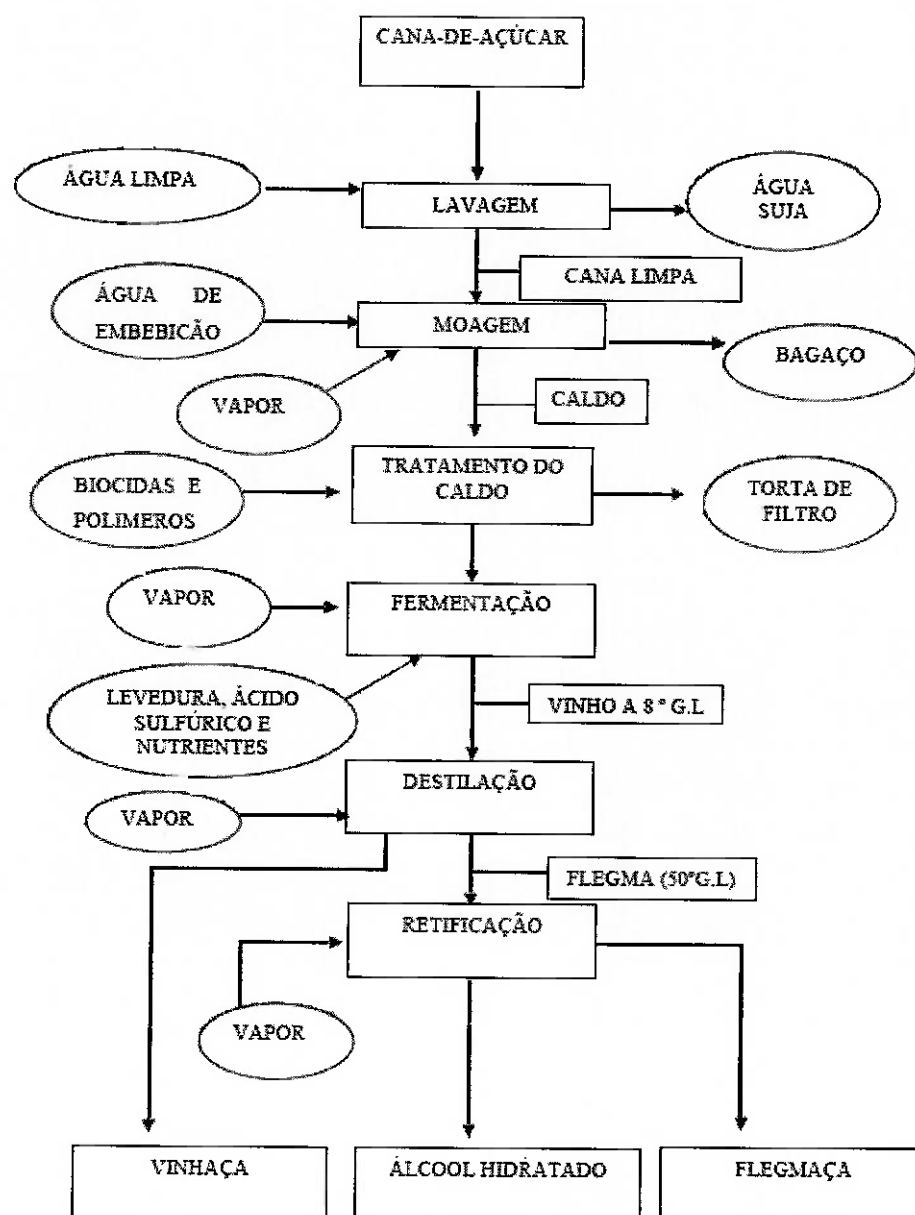 CANA-DE-AÇÚCAR
ÁGUA LIMPA
LAVAGEM
ÁGUA
SUJA
CANA LIMPA
ÁGUA DE
EMBEBICÃO
MOAGEM
BAGAÇO
VAPOR
CALDO
BIOCIDAS E
POLIMEROS
TRATAMENTO DO
CALDO
TORTA DE
FILTRO
VAPOR
FERMENTAÇÃO
LEVEDURA, ÁCIDO
SULFÚRICO E
NUTRIENTES
VINHO A 8 º G.L
DESTILAÇÃO
VAPOR
FLEGMA (50ºG.L)
RETIFICAÇÃO
VAPOR
VINHAÇA
ÁLCOOL HIDRATADO
FLEGMAÇA